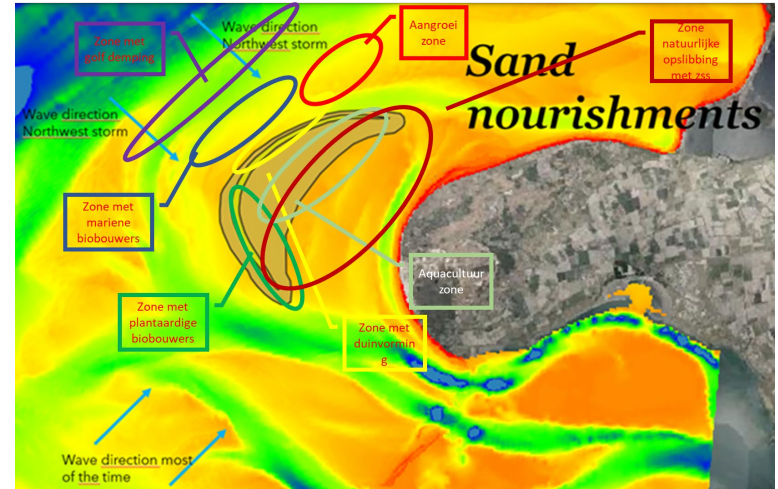 Wave direction
Northwest storm
Aangroei
zone
Zone
natuurlijke
opslibbing
met zss
Zone met
golf demping
Sand
nourishments
Wave direction
Northwest storm
Zone met
mariene
biobouwers
Aquacultuur
zone
Zone met
plantaardige
biobouwers
Zone met
duinvormin
g
Wave direction most
of the time